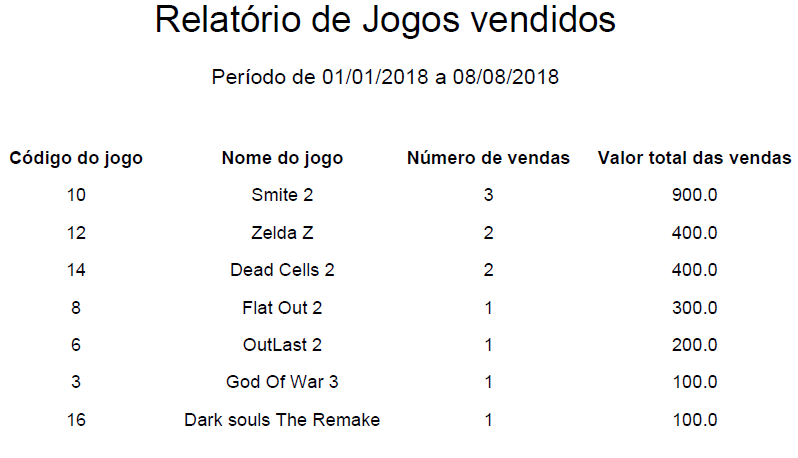 Relatório de Jogos vendidos
Período de 01/01/2018 a 08/08/2018
Código do jogo Nome do jogo Número de vendas Valor total das vendas
10 Smite 2 3 900.0
12 Zelda Z 2 400.0
14 Dead Cells 2 2 400.0
8 Flat Out 2 1 300.0
6 OutLast 2 1 200.0
3 God Of War 3 1 100.0
16 Dark souls The Remake 1 100.0